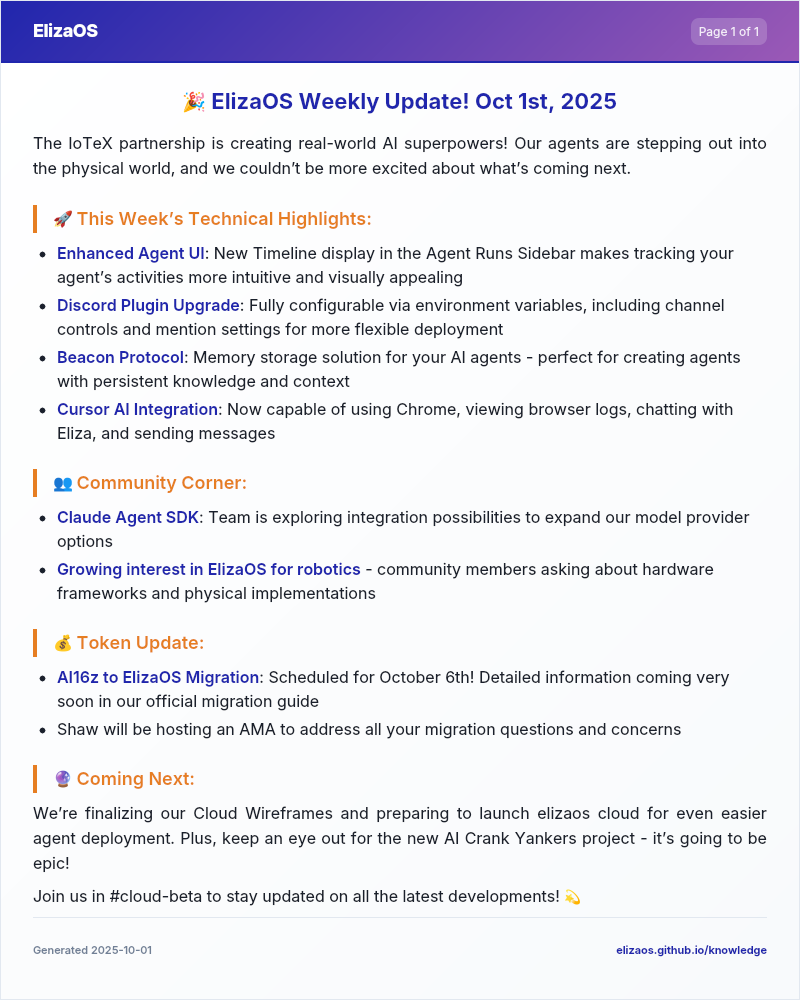 ElizaOS
Page 1 of 1
🎉 ElizaOS Weekly Update! Oct 1st, 2025
The IoTeX partnership is creating real-world AI superpowers! Our agents are stepping out into
the physical world, and we couldn’t be more excited about what’s coming next.
🚀 This Week’s Technical Highlights:
• Enhanced Agent UI: New Timeline display in the Agent Runs Sidebar makes tracking your
agent’s activities more intuitive and visually appealing
• Discord Plugin Upgrade: Fully configurable via environment variables, including channel
controls and mention settings for more flexible deployment
• Beacon Protocol: Memory storage solution for your AI agents - perfect for creating agents
with persistent knowledge and context
• Cursor AI Integration: Now capable of using Chrome, viewing browser logs, chatting with
Eliza, and sending messages
👥 Community Corner:
• Claude Agent SDK: Team is exploring integration possibilities to expand our model provider
options
• Growing interest in ElizaOS for robotics - community members asking about hardware
frameworks and physical implementations
💰 Token Update:
• AI16z to ElizaOS Migration: Scheduled for October 6th! Detailed information coming very
soon in our official migration guide
• Shaw will be hosting an AMA to address all your migration questions and concerns
🔮 Coming Next:
We’re finalizing our Cloud Wireframes and preparing to launch elizaos cloud for even easier
agent deployment. Plus, keep an eye out for the new AI Crank Yankers project - it’s going to be
epic!
Join us in #cloud-beta to stay updated on all the latest developments! 💫
Generated 2025-10-01
elizaos.github.io/knowledge